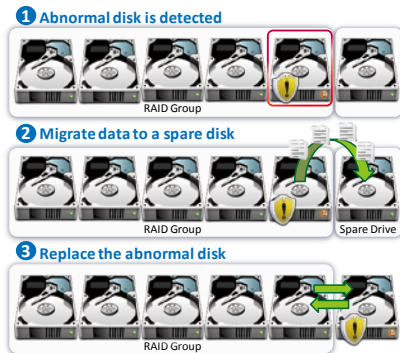 1 Abnormal disk is detected
RAID Group
2 Migrate data to a spare disk
RAID Group
Spare Drive
3 Replace the abnormal disk
RAID Group